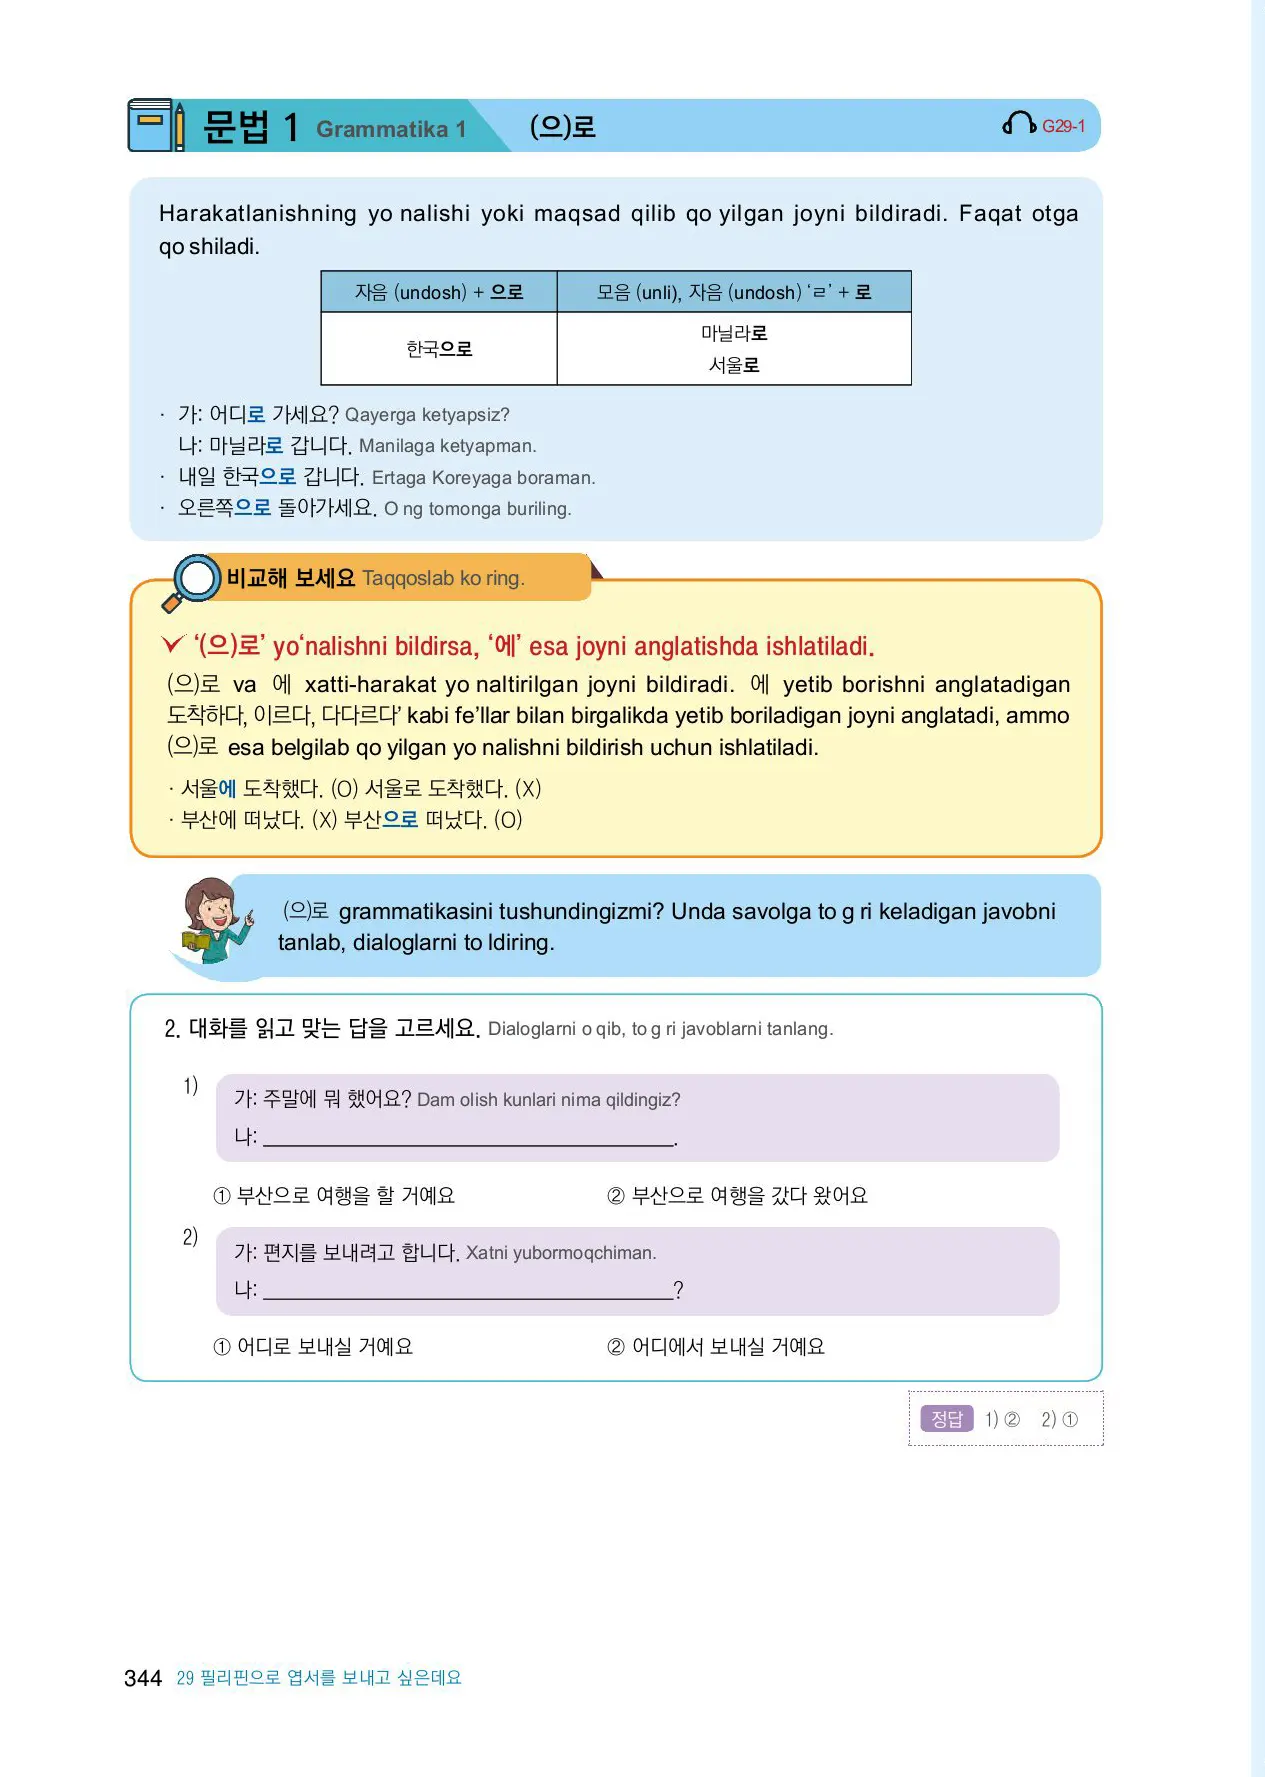 문법 1 Grammatika 1 (으)로 G29-1
Harakatlanishning yo nalishi yoki maqsad qilib qo yilgan joyni bildiradi. Faqat otga
qo shiladi.
자음 (undosh) + 으로 모음 (unli), 자음 (undosh) ‘ㄹ’ + 로
한국으로 마닐라로
서울로
· 가: 어디로 가세요? Qayerga ketyapsiz?
나: 마닐라로 갑니다. Manilaga ketyapman.
· 내일 한국으로 갑니다. Ertaga Koreyaga boraman.
· 오른쪽으로 돌아가세요. O ng tomonga buriling.
비교해 보세요 Taqqoslab ko ring.
‘(으)로’ yo‘nalishni bildirsa, ‘에’ esa joyni anglatishda ishlatiladi.
(으)로 va 에 xatti-harakat yo naltirilgan joyni bildiradi. 에 yetib borishni anglatadigan
도착하다, 이르다, 다다르다’ kabi fe’llar bilan birgalikda yetib boriladigan joyni anglatadi, ammo
(으)로 esa belgilab qo yilgan yo nalishni bildirish uchun ishlatiladi.
· 서울에 도착했다. (O) 서울로 도착했다. (X)
· 부산에 떠났다. (X) 부산으로 떠났다. (O)
(으)로 grammatikasini tushundingizmi? Unda savolga to g ri keladigan javobni
tanlab, dialoglarni to ldiring.
2. 대화를 읽고 맞는 답을 고르세요. Dialoglarni o qib, to g ri javoblarni tanlang.
1)
가: 주말에 뭐 했어요? Dam olish kunlari nima qildingiz?
나: ________________________________.
① 부산으로 여행을 할 거예요 ② 부산으로 여행을 갔다 왔어요
2)
가: 편지를 보내려고 합니다. Xatni yubormoqchiman.
나: ________________________________?
① 어디로 보내실 거예요 ② 어디에서 보내실 거예요
정답 1) ② 2) ①
344 29 필리핀으로 엽서를 보내고 싶은데요